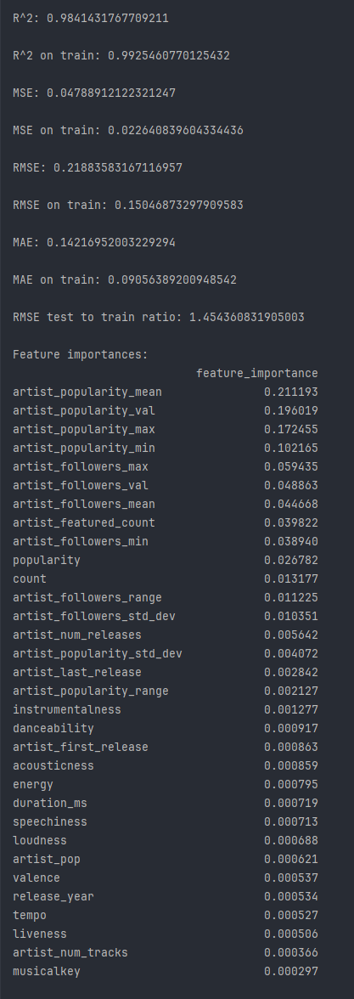 R^2: 0.9841431767709211
R^2 on train: 0.9925460770125432
MSE: 0.04788912122321247
MSE on train: 0.022640839604334436
RMSE: 0.21883583167116957
RMSE on train: 0.15046873297909583
MAE: 0.14216952003229294
MAE on train: 0.09056389200948542
RMSE test to train ratio: 1.454360831905003
Feature importances:
feature_importance
artist_popularity_mean 0.211193
artist_popularity_val 0.196019
artist_popularity_max 0.172455
artist_popularity_min 0.102165
artist_followers_max 0.059435
artist_followers_val 0.048863
artist_followers_mean 0.044668
artist_featured_count 0.039822
artist_followers_min 0.038940
popularity 0.026782
count 0.013177
artist_followers_range 0.011225
artist_followers_std_dev 0.010351
artist_num_releases 0.005642
artist_popularity_std_dev 0.004072
artist_last_release 0.002842
artist_popularity_range 0.002127
instrumentalness 0.001277
danceability 0.000917
artist_first_release 0.000863
acousticness 0.000859
energy 0.000795
duration_ms 0.000719
speechiness 0.000713
loudness 0.000688
artist_pop 0.000621
valence 0.000537
release_year 0.000534
tempo 0.000527
liveness 0.000506
artist_num_tracks 0.000366
musicalkey 0.000297